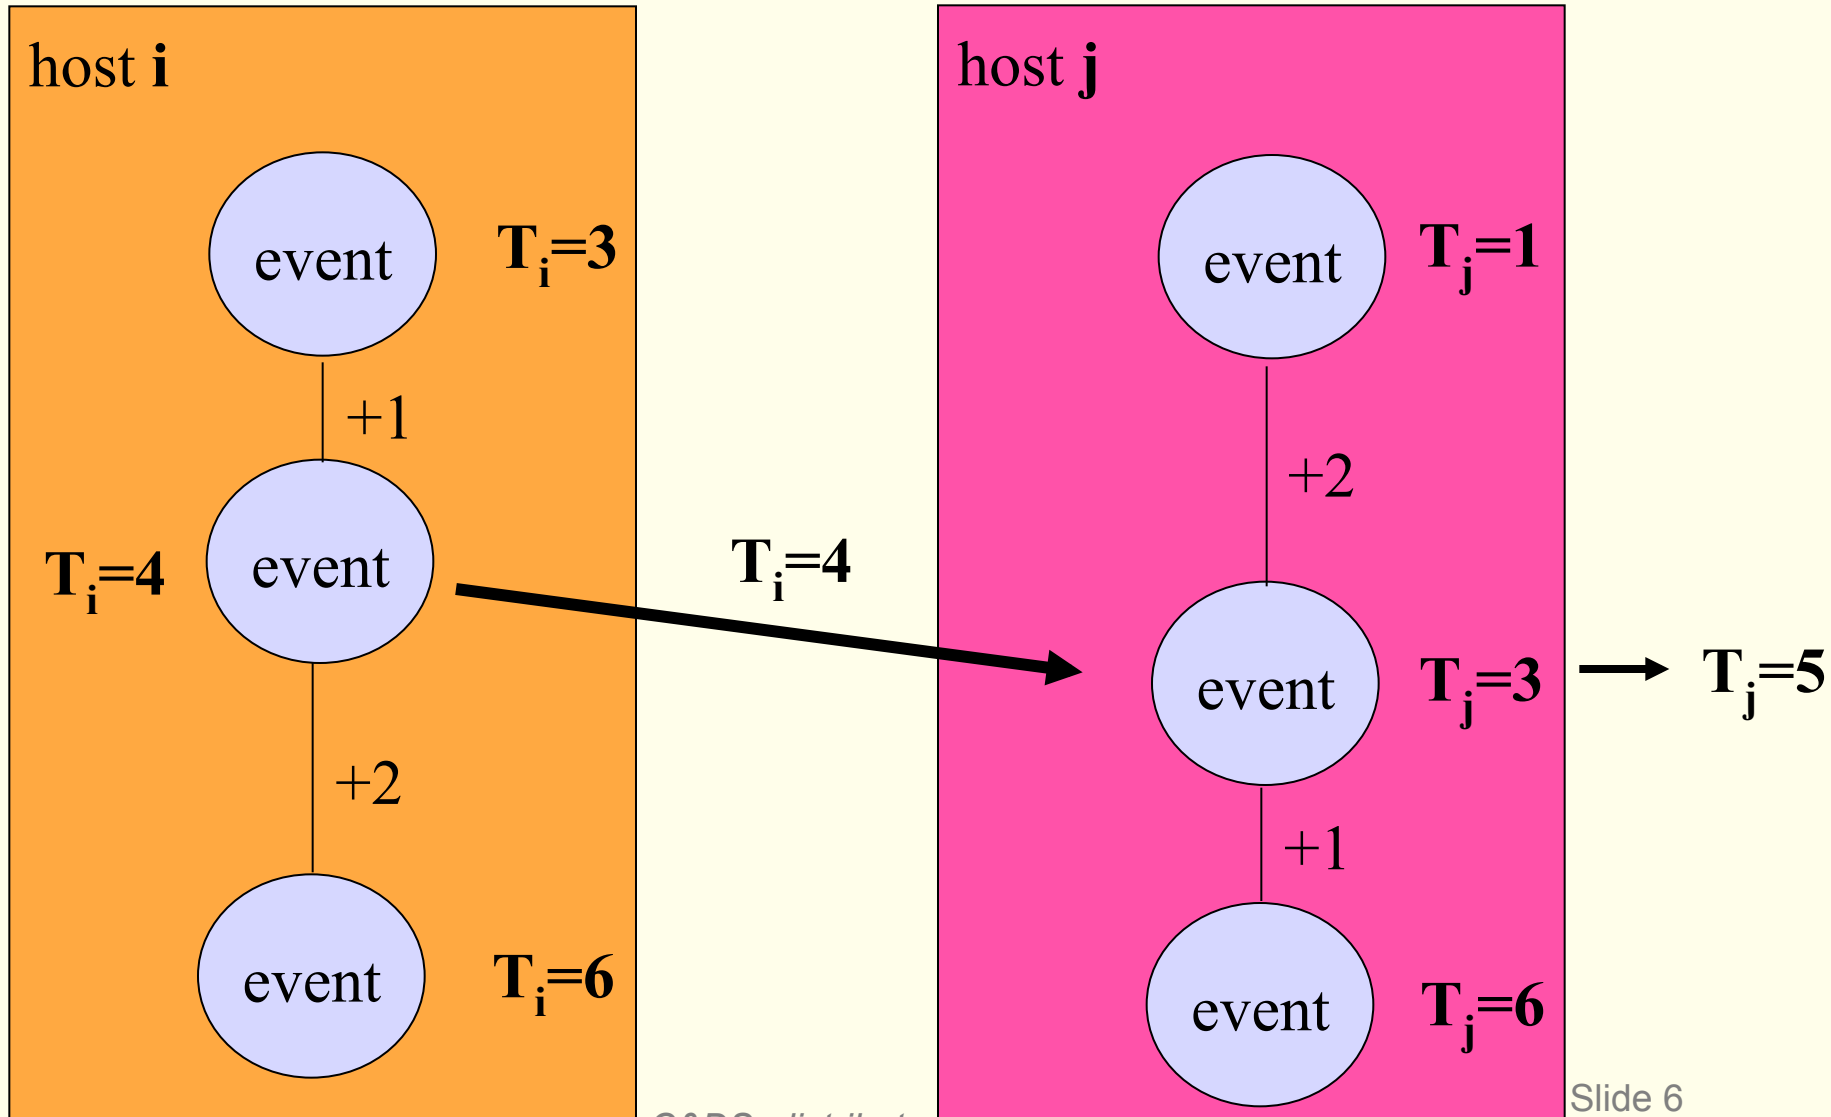 host i
event
Ti=3
+1
Ti=4
event
+2
event
Ti=6
Ti=4
host j
event
Tj=1
+2
event
Tj=3
Tj=5
+1
event
Tj=6
Slide 6